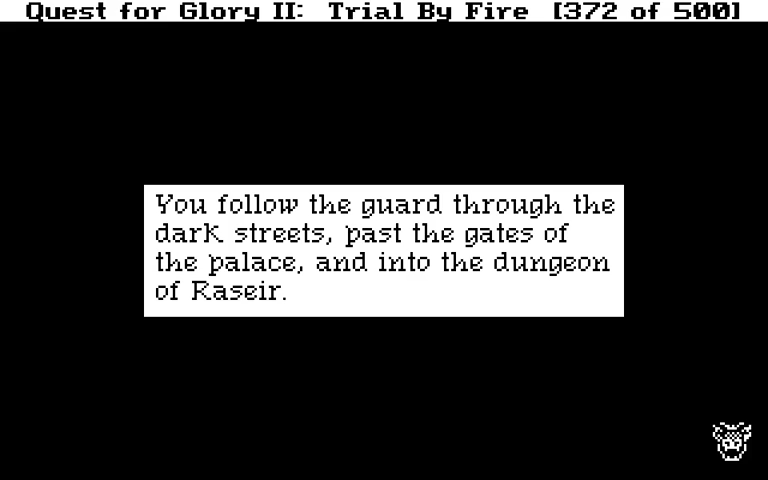 Quest for Glory II: Trial By Fire [372 of 500]
You follow the guard through the
dark streets, past the gates of
the palace, and into the dungeon
of Raseir.